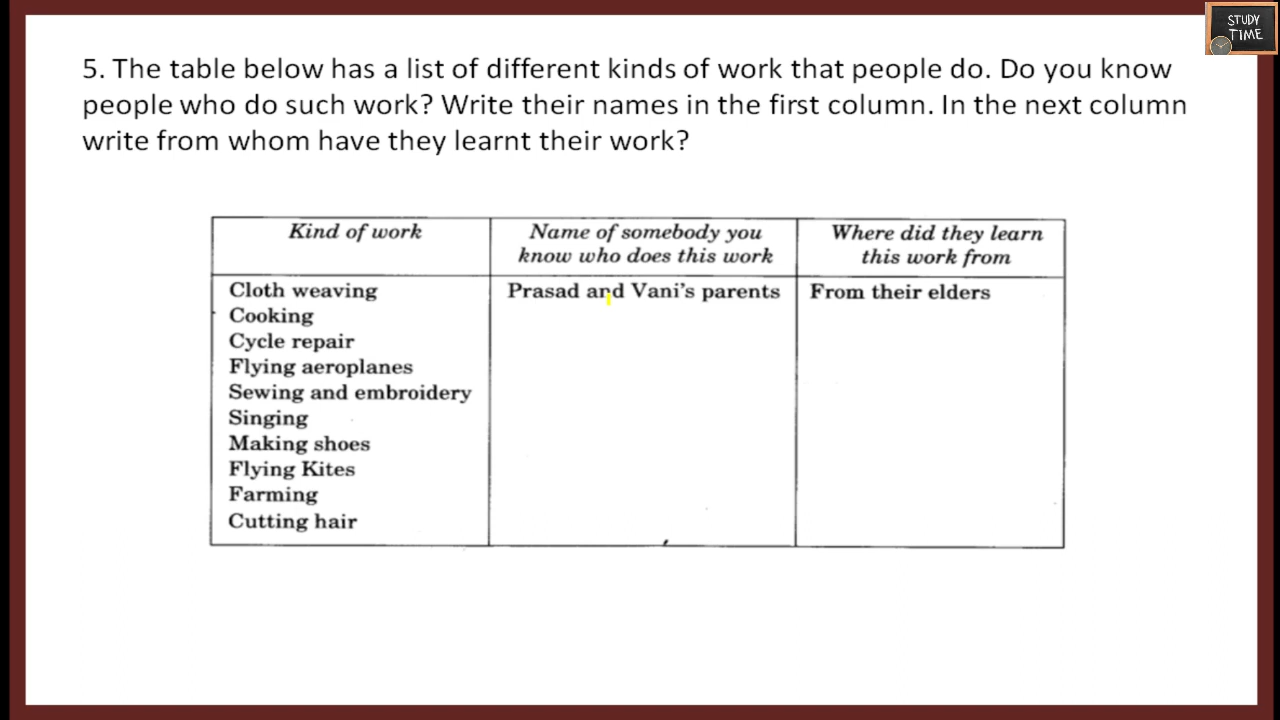 STUDY
TIME
5. The table below has a list of different kinds of work that people do. Do you know
people who do such work? Write their names in the first column. In the next column
write from whom have they learnt their work?
Kind of work
Name of somebody you
know who does this work
Where did they learn
this work from
Cloth weaving
Prasad and Vani's parents
From their elders
Cooking
Cycle repair
Flying aeroplanes
Sewing and embroidery
Singing
Making shoes
Flying Kites
Farming
Cutting hair